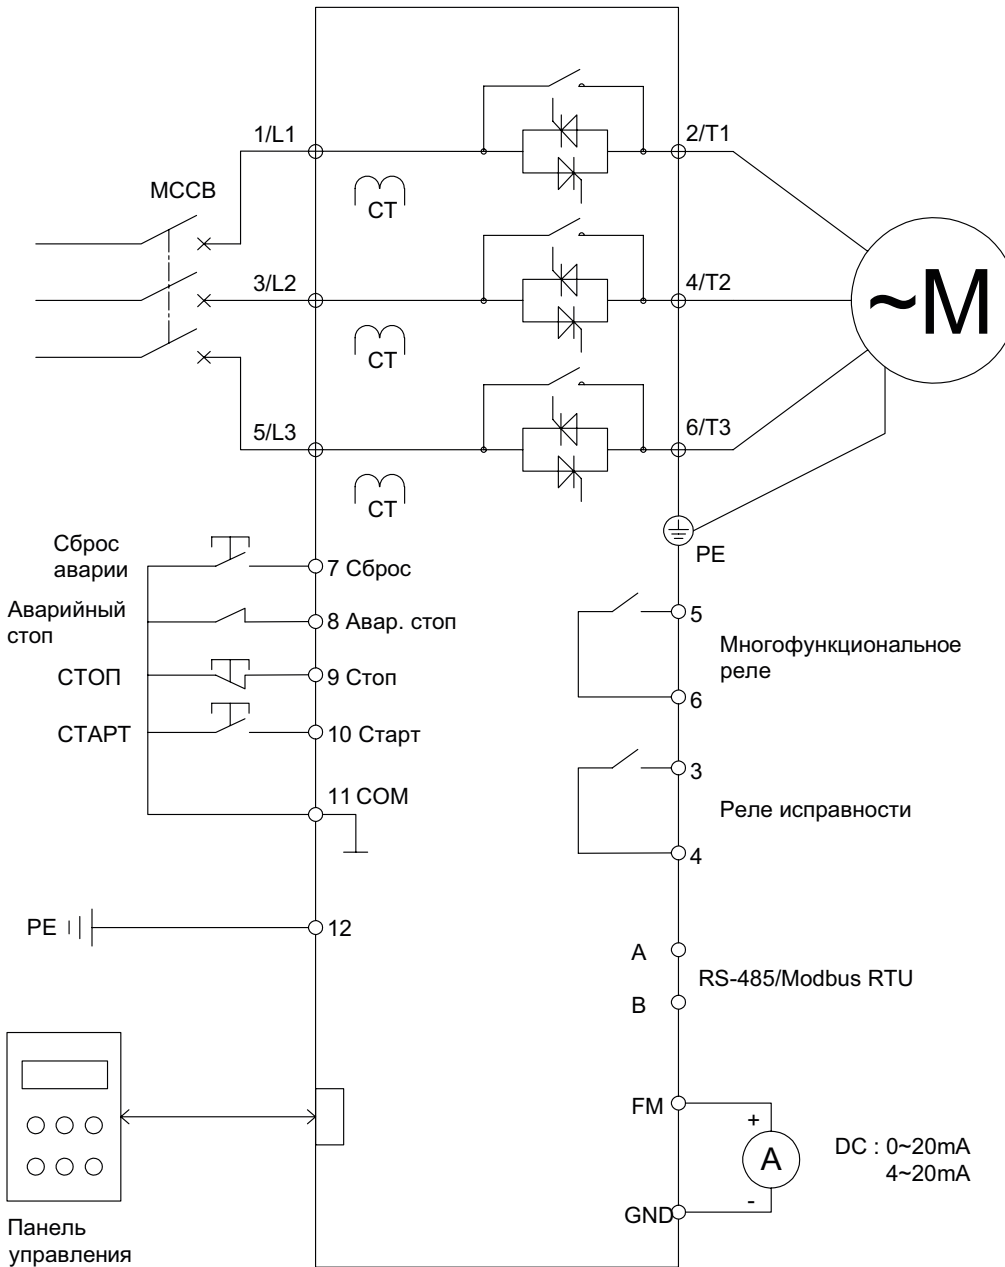 1/L1
2/T1
MCCB
CT
3/L2
4/T2
~M
CT
5/L3
6/T3
CT
PE
Сброс
аварии
7 Сброс
Аварийный
стоп
8 Авар. стоп
СТОП
9 Стоп
СТАРТ
10 Старт
11 COM
5
Многофункциональное
реле
6
3
Реле исправности
4
PE
12
A
RS-485/Modbus RTU
B
FM
+
A
-
DC : 0~20mA
4~20mA
GND
Панель
управления